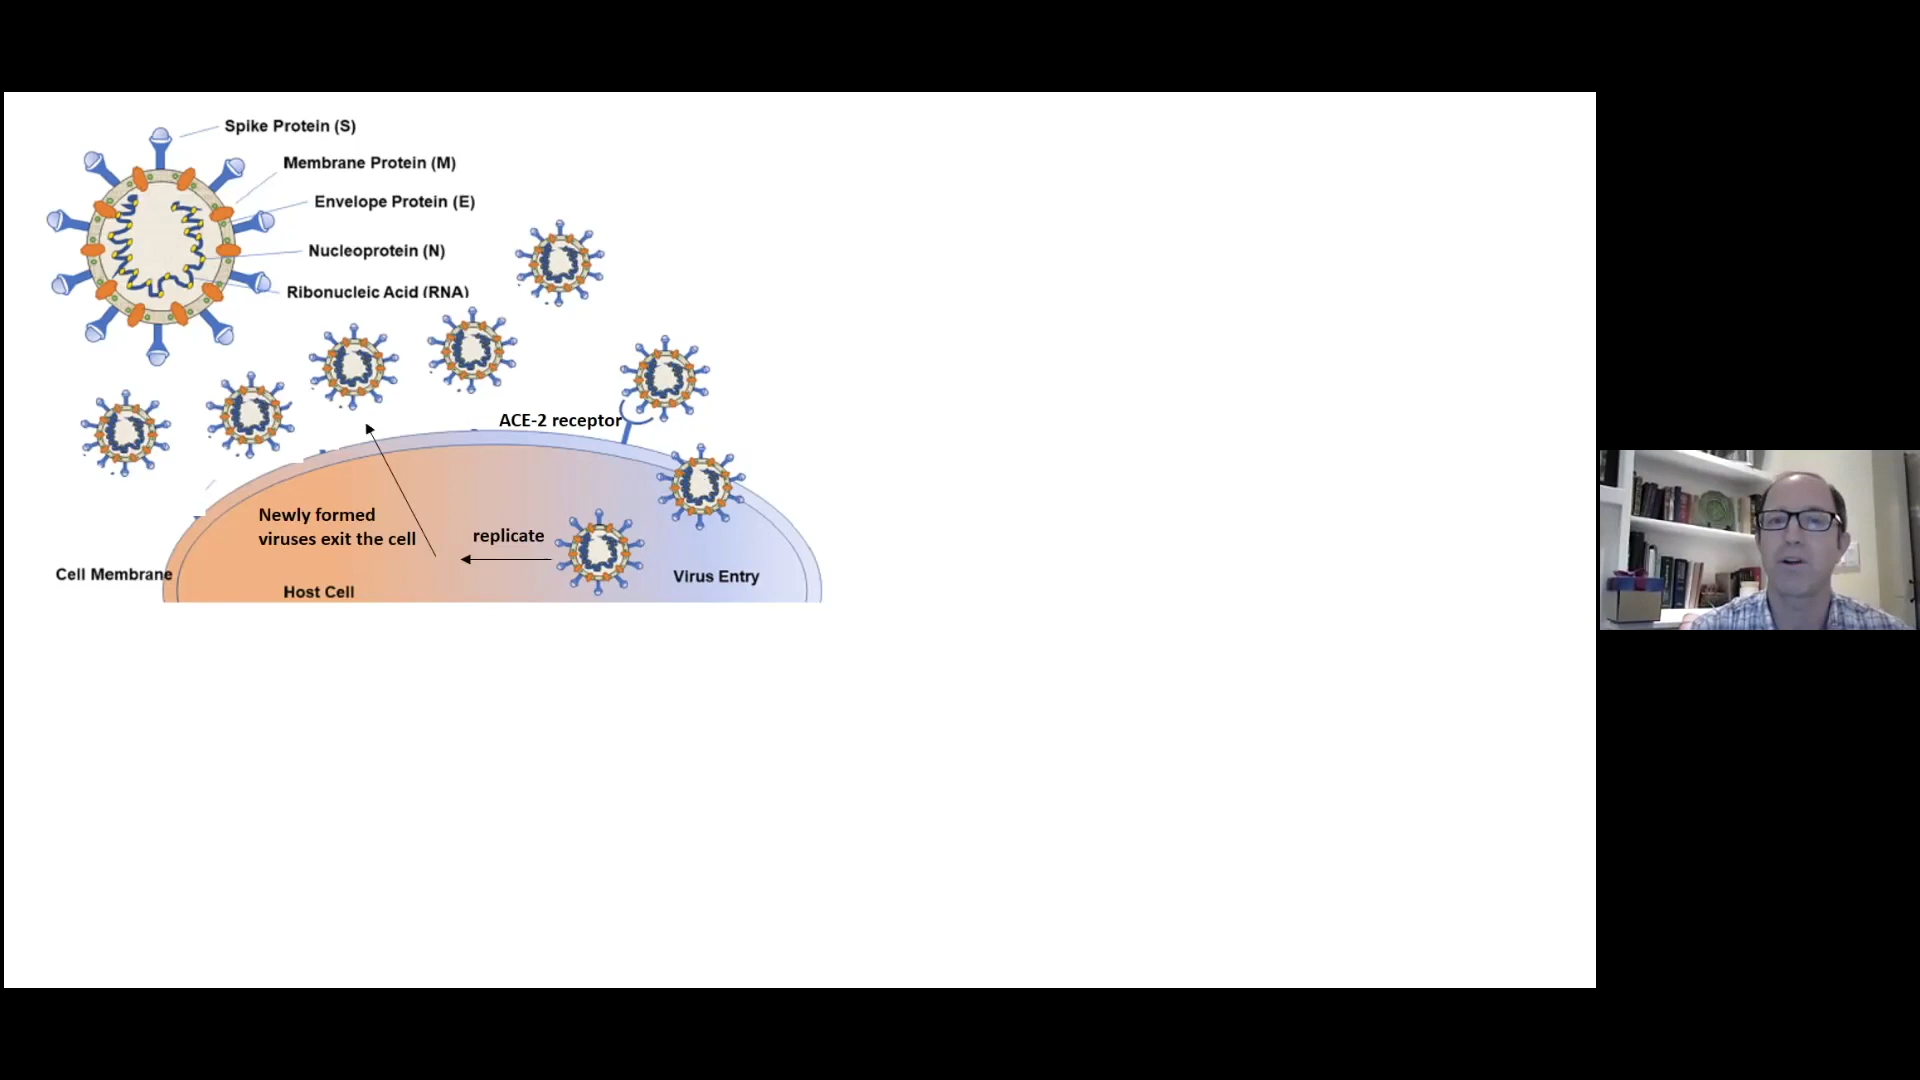 Spike Protein (S)
Membrane Protein (M)
Envelope Protein (E)
Nucleoprotein (N)
Ribonucleic Acid (RNA)
ACE-2 receptor
Newly formed
viruses exit the cell
replicate
Cell Membrane
Host Cell
Virus Entry